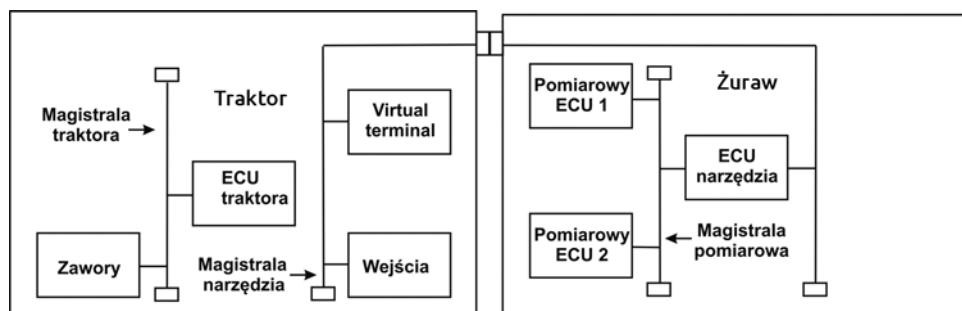 Traktor
Magistrala
traktora
Virtual
terminal
ECU
traktora
Zawory
Magistrala
narzędzia
Wejścia
Pomiarowy
ECU 1
Żuraw
ECU
narzędzia
Pomiarowy
ECU 2
Magistrala
pomiarowa